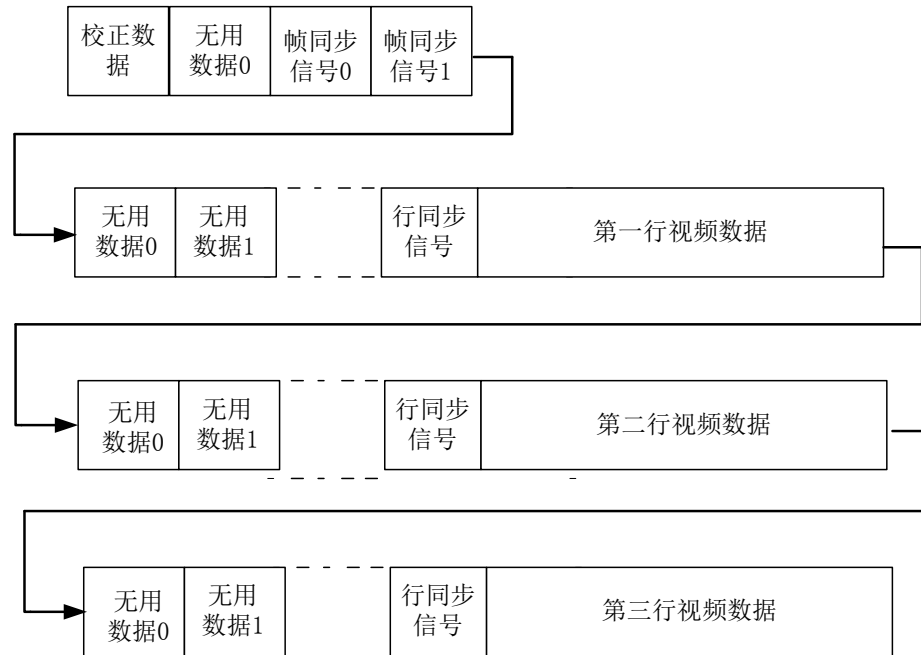 校正数
据
无用
数据0
帧同步
信号0
帧同步
信号1
无用
数据0
无用
数据1
行同步
信号
第一行视频数据
无用
数据0
无用
数据1
行同步
信号
第二行视频数据
无用
数据0
无用
数据1
行同步
信号
第三行视频数据